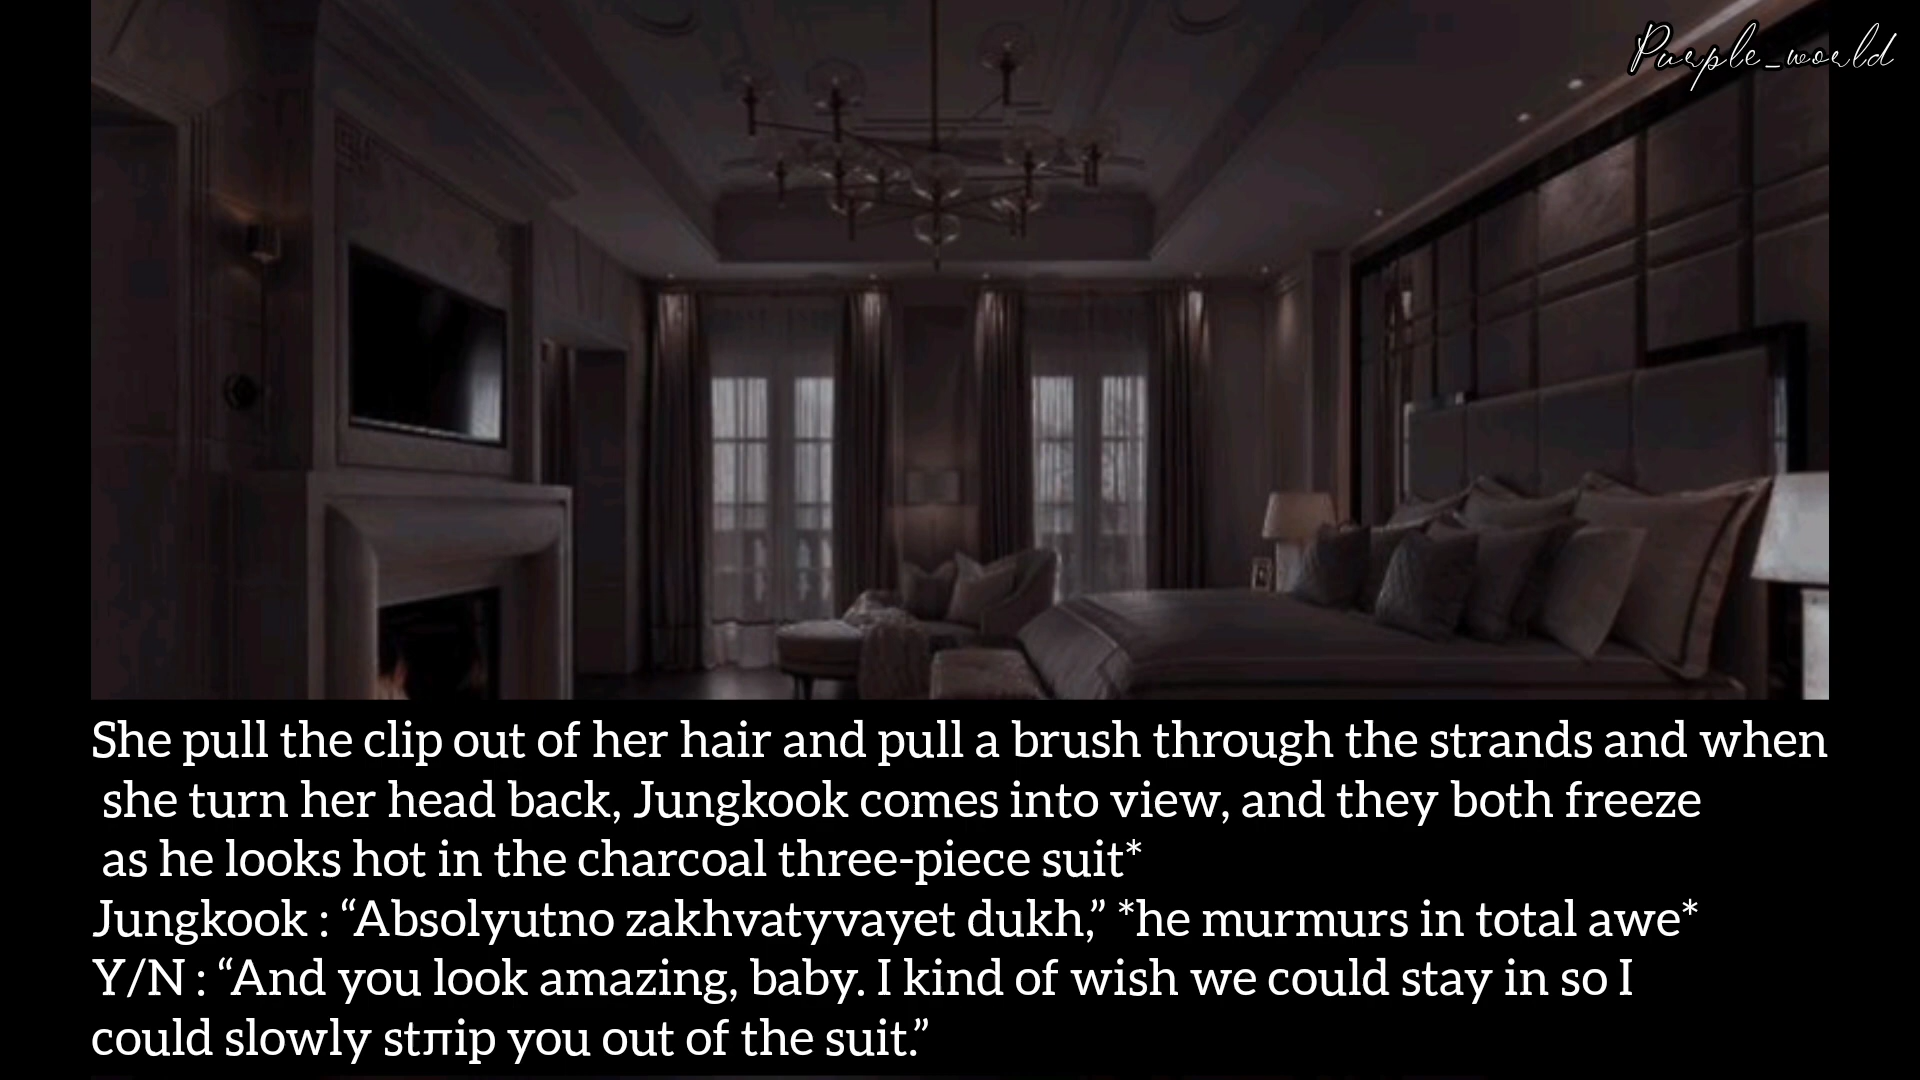 Purple_world
She pull the clip out of her hair and pull a brush through the strands and when
she turn her head back, Jungkook comes into view, and they both freeze
as he looks hot in the charcoal three-piece suit*
Jungkook : “Absolyutno zakhvatyvayet dukh,” *he murmurs in total awe*
Y/N : “And you look amazing, baby. I kind of wish we could stay in so I
could slowly stπip you out of the suit.”